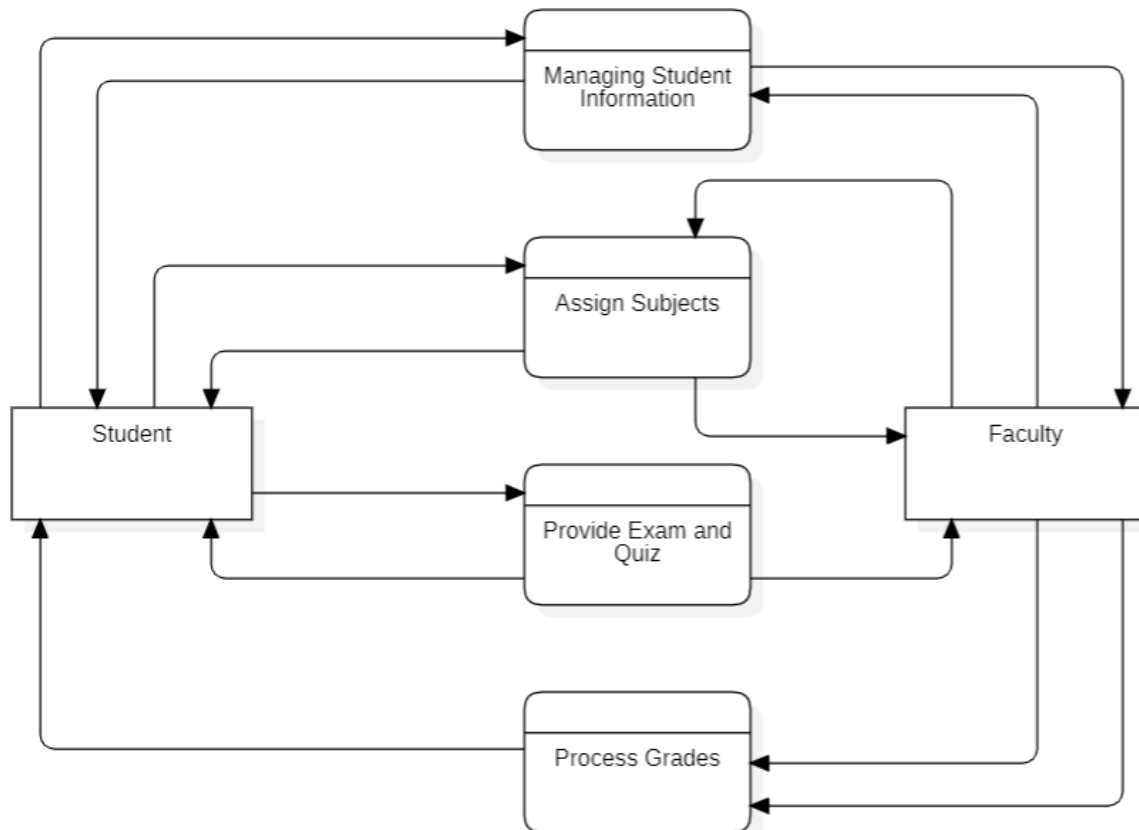 Managing Student
Information
Assign Subjects
Student
Faculty
Provide Exam and
Quiz
Process Grades